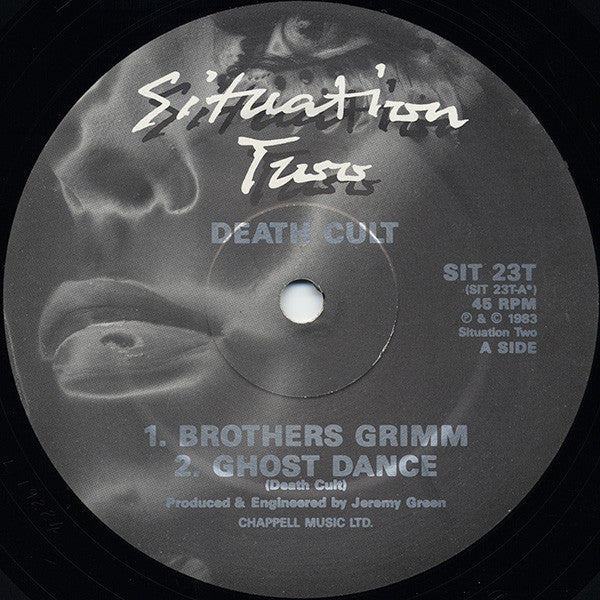 Situation
Two
DEATH CULT
SIT 23T
(SIT 23T-A*)
45 RPM
℗ & © 1983
Situation Two
A SIDE
1. BROTHERS GRIMM
2. GHOST DANCE
(Death Cult)
Produced & Engineered by Jeremy Green
CHAPPELL MUSIC LTD.